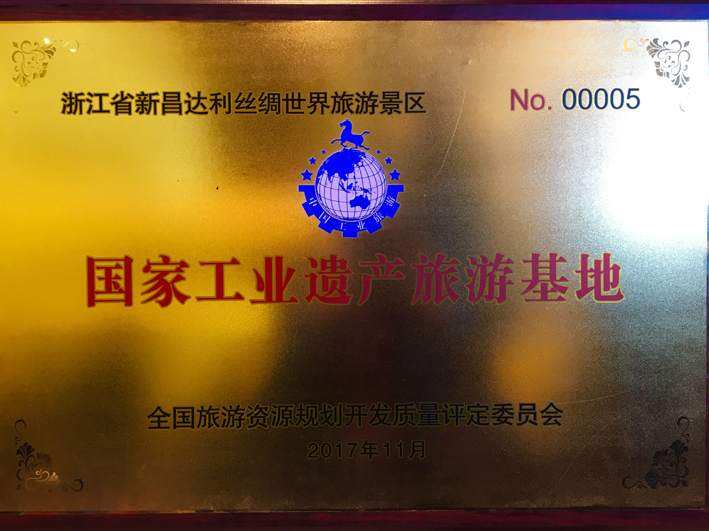 浙江省新昌达利丝绸世界旅游景区 No. 00005
中国工业旅游
国家工业遗产旅游基地
全国旅游资源规划开发质量评定委员会
2017年11月